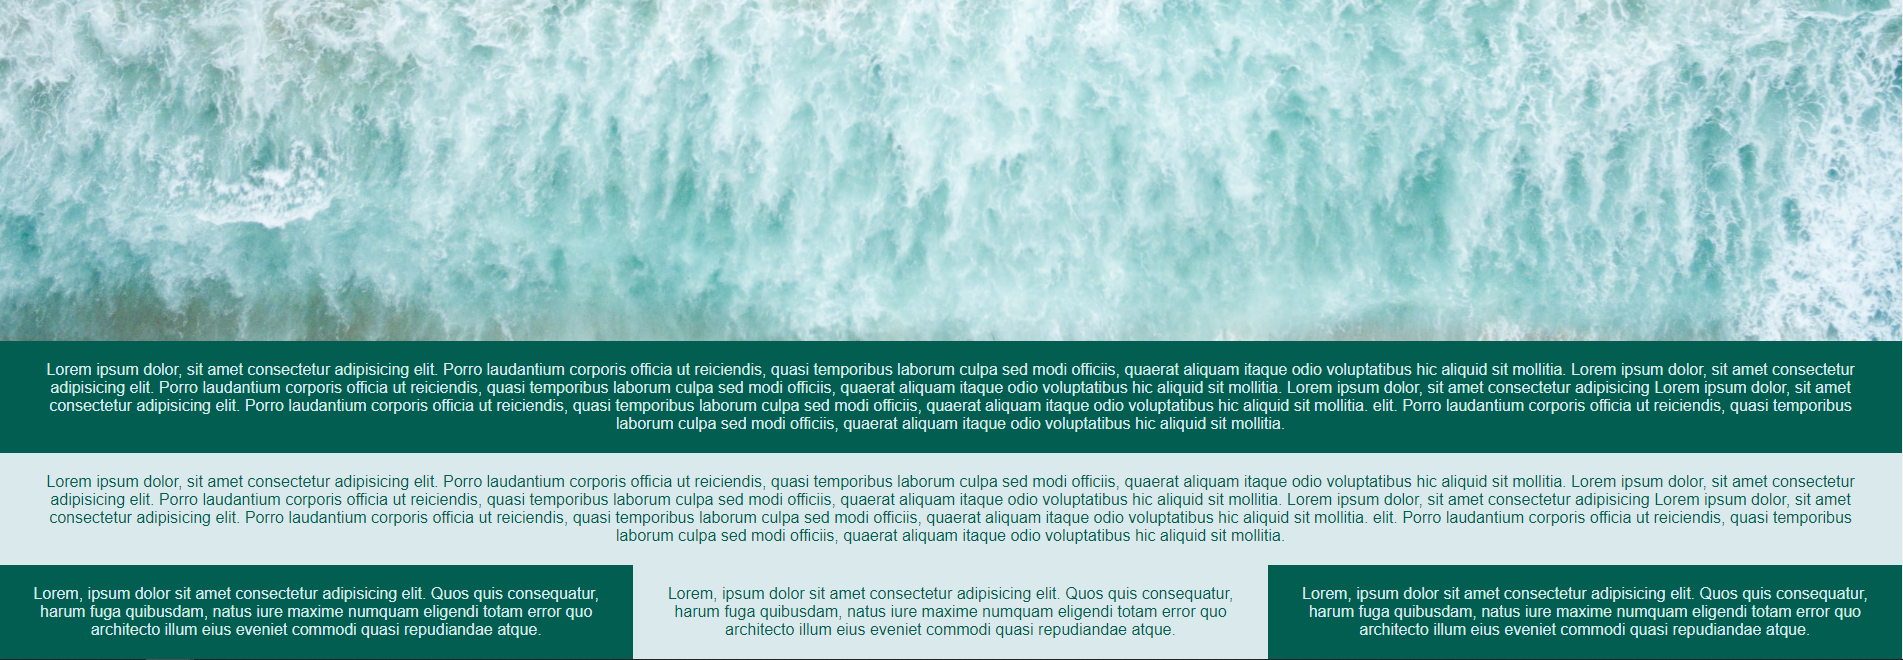 Lorem ipsum dolor, sit amet consectetur adipisicing elit. Porro laudantium corporis officia ut reiciendis, quasi temporibus laborum culpa sed modi officiis, quaerat aliquam itaque odio voluptatibus hic aliquid sit mollitia. Lorem ipsum dolor, sit amet consectetur
adipisicing elit. Porro laudantium corporis officia ut reiciendis, quasi temporibus laborum culpa sed modi officiis, quaerat aliquam itaque odio voluptatibus hic aliquid sit mollitia. Lorem ipsum dolor, sit amet consectetur adipisicing Lorem ipsum dolor, sit amet
consectetur adipisicing elit. Porro laudantium corporis officia ut reiciendis, quasi temporibus laborum culpa sed modi officiis, quaerat aliquam itaque odio voluptatibus hic aliquid sit mollitia. elit. Porro laudantium corporis officia ut reiciendis, quasi temporibus
laborum culpa sed modi officiis, quaerat aliquam itaque odio voluptatibus hic aliquid sit mollitia.
Lorem ipsum dolor, sit amet consectetur adipisicing elit. Porro laudantium corporis officia ut reiciendis, quasi temporibus laborum culpa sed modi officiis, quaerat aliquam itaque odio voluptatibus hic aliquid sit mollitia. Lorem ipsum dolor, sit amet consectetur
adipisicing elit. Porro laudantium corporis officia ut reiciendis, quasi temporibus laborum culpa sed modi officiis, quaerat aliquam itaque odio voluptatibus hic aliquid sit mollitia. Lorem ipsum dolor, sit amet consectetur adipisicing Lorem ipsum dolor, sit amet
consectetur adipisicing elit. Porro laudantium corporis officia ut reiciendis, quasi temporibus laborum culpa sed modi officiis, quaerat aliquam itaque odio voluptatibus hic aliquid sit mollitia. elit. Porro laudantium corporis officia ut reiciendis, quasi temporibus
laborum culpa sed modi officiis, quaerat aliquam itaque odio voluptatibus hic aliquid sit mollitia.
Lorem, ipsum dolor sit amet consectetur adipisicing elit. Quos quis consequatur,
harum fuga quibusdam, natus iure maxime numquam eligendi totam error quo
architecto illum eius eveniet commodi quasi repudiandae atque.
Lorem, ipsum dolor sit amet consectetur adipisicing elit. Quos quis consequatur,
harum fuga quibusdam, natus iure maxime numquam eligendi totam error quo
architecto illum eius eveniet commodi quasi repudiandae atque.
Lorem, ipsum dolor sit amet consectetur adipisicing elit. Quos quis consequatur,
harum fuga quibusdam, natus iure maxime numquam eligendi totam error quo
architecto illum eius eveniet commodi quasi repudiandae atque.